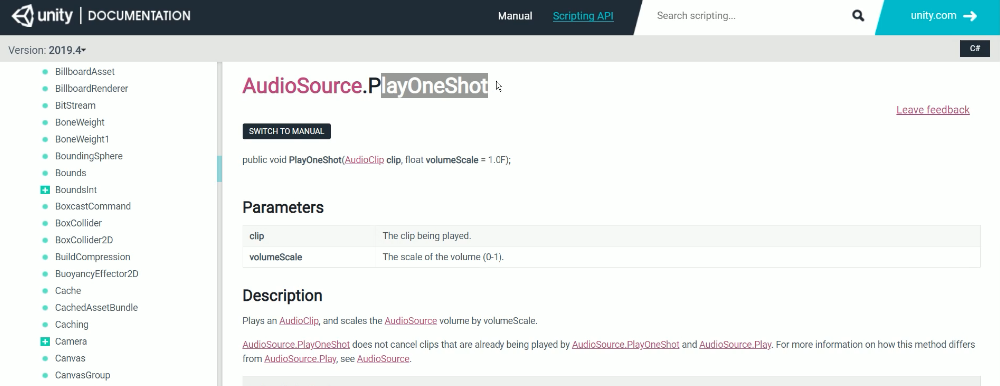 unity | DOCUMENTATION
Manual
Scripting API
Search scripting...
unity.com
Version: 2019.4
C#
BillboardAsset
BillboardRenderer
BitStream
BoneWeight
BoneWeight1
BoundingSphere
Bounds
BoundsInt
BoxcastCommand
BoxCollider
BoxCollider2D
BuildCompression
BuoyancyEffector2D
Cache
CachedAssetBundle
Caching
Camera
Canvas
CanvasGroup
AudioSource.PlayOneShot
Leave feedback
SWITCH TO MANUAL
public void PlayOneShot(AudioClip clip, float volumeScale = 1.0F);
Parameters
clip The clip being played.
volumeScale The scale of the volume (0-1).
Description
Plays an AudioClip, and scales the AudioSource volume by volumeScale.
AudioSource.PlayOneShot does not cancel clips that are already being played by AudioSource.PlayOneShot and AudioSource.Play. For more information on how this method differs
from AudioSource.Play, see AudioSource.